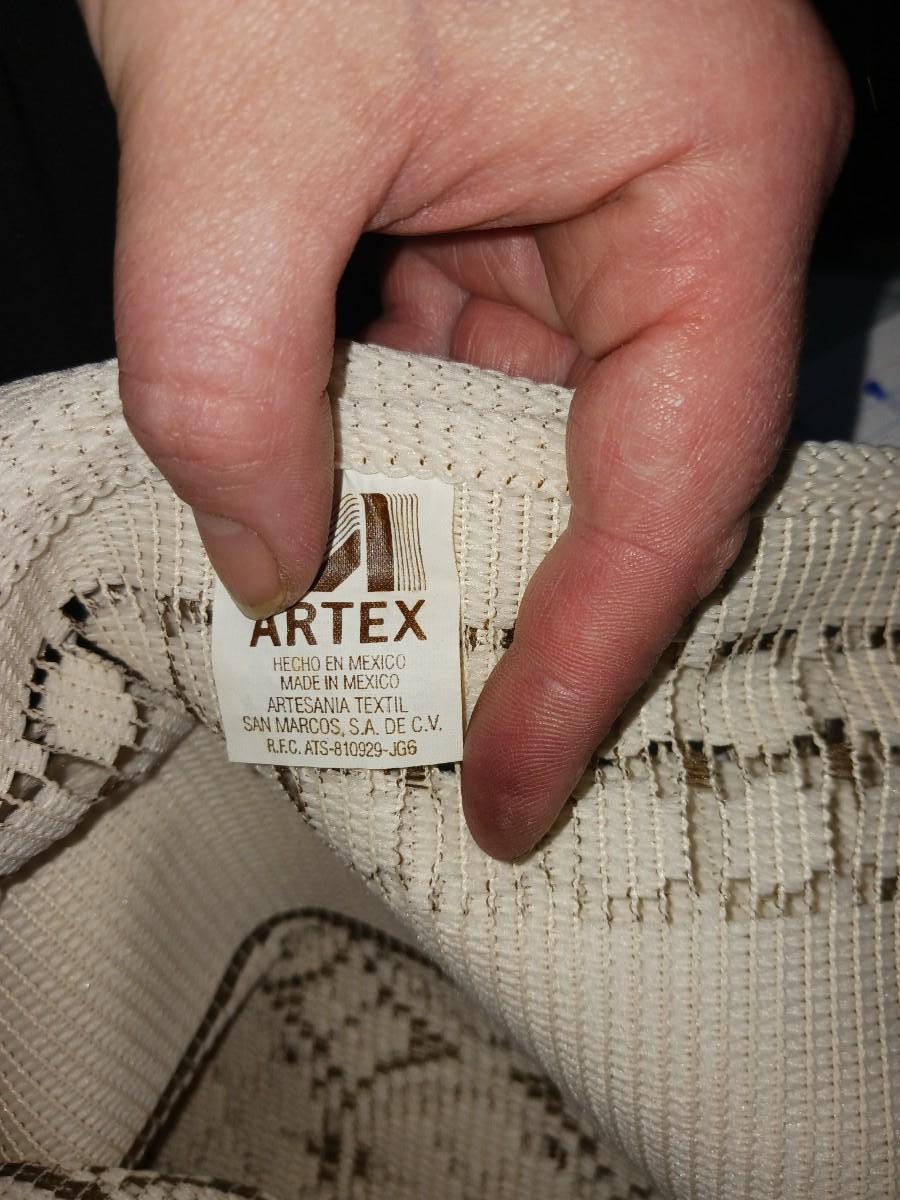 ARTEX
HECHO EN MEXICO
MADE IN MEXICO
ARTESANIA TEXTIL
SAN MARCOS, S.A. DE C.V.
R.F.C. ATS-810929-JG6